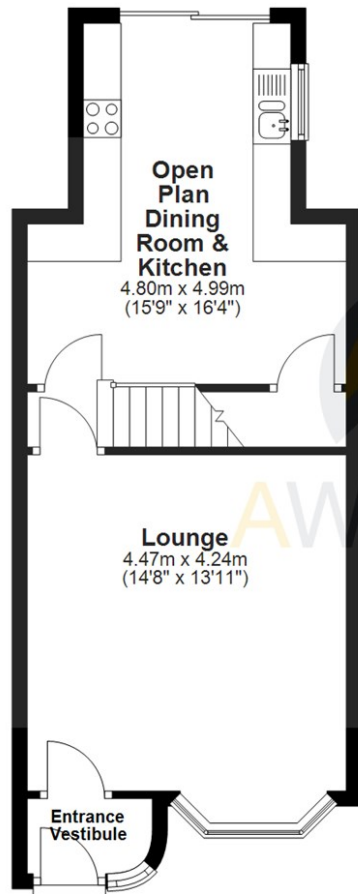 Open
Plan
Dining
Room &
Kitchen
4.80m x 4.99m
(15'9" x 16'4")
Lounge
4.47m x 4.24m
(14'8" x 13'11")
Entrance
Vestibule